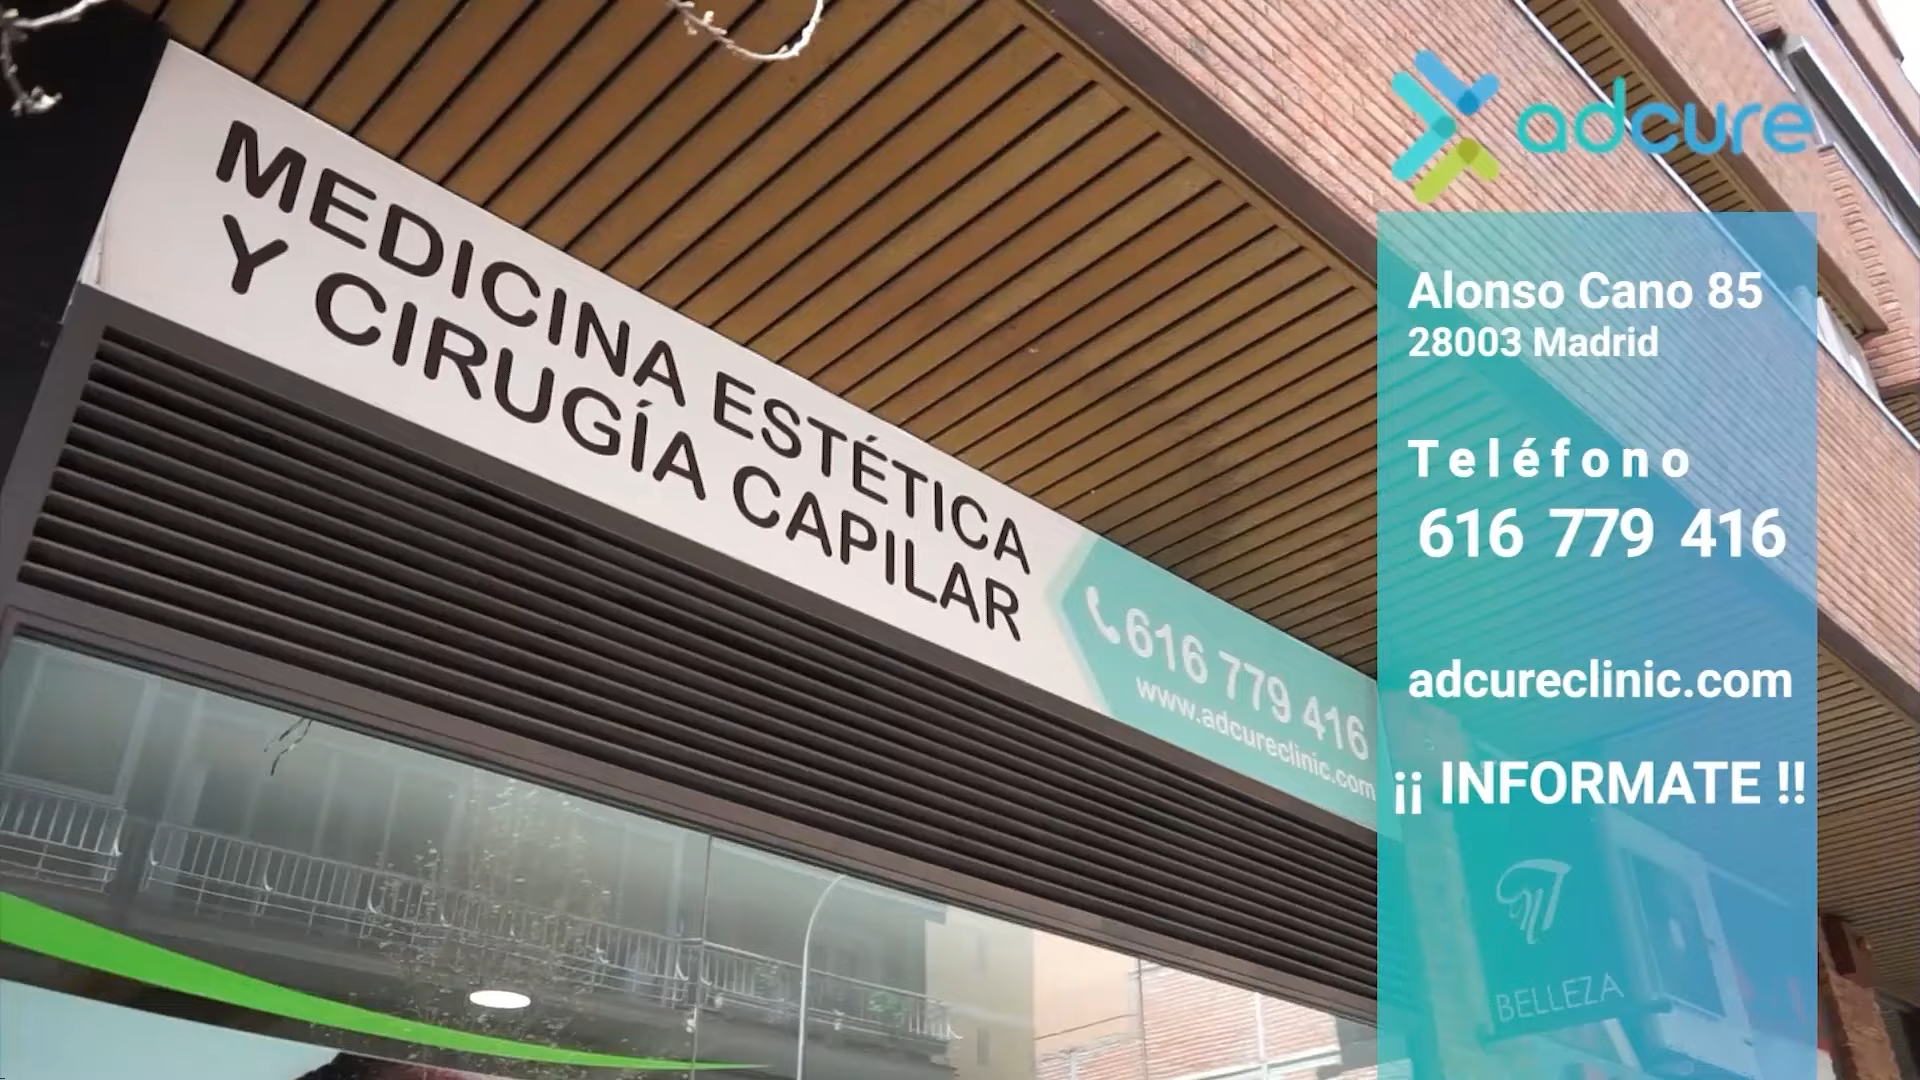 MEDICINA ESTÉTICA
Y CIRUGÍA CAPILAR
616 779 416
www.adcureclinic.com
adcure
Alonso Cano 85
28003 Madrid
Teléfono
616 779 416
adcureclinic.com
¡¡ INFORMATE !!
BELLEZA